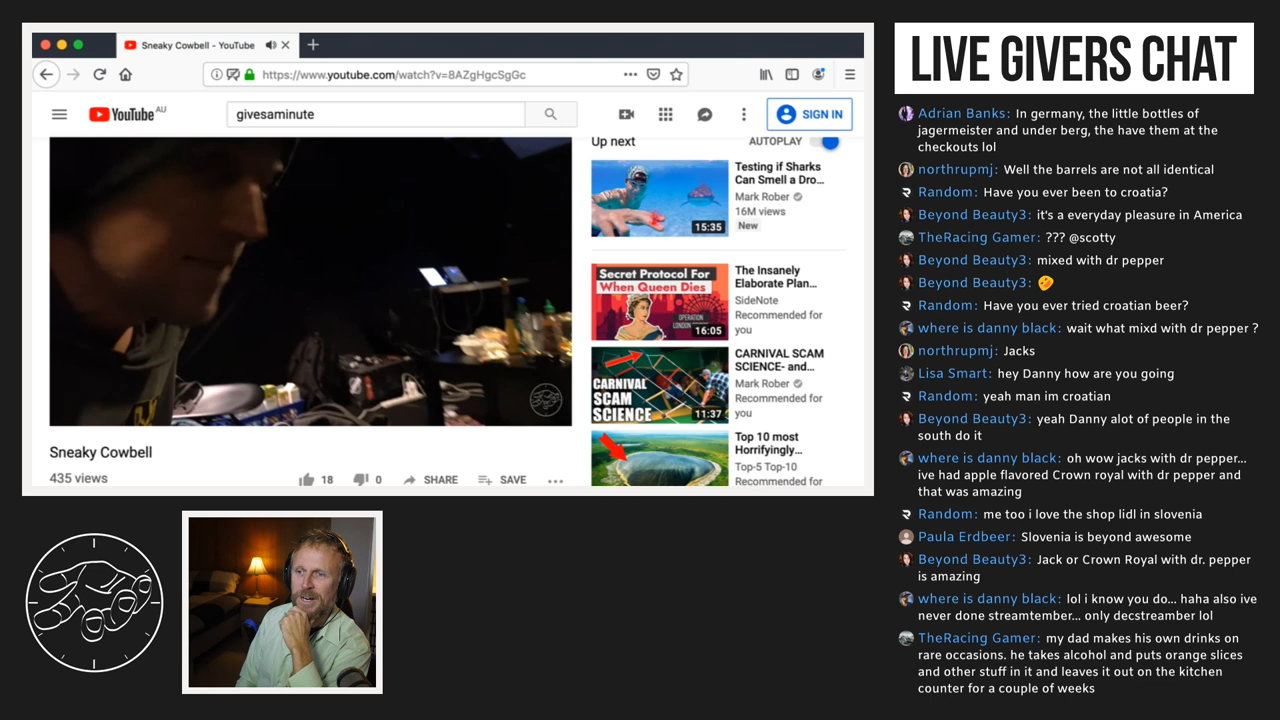 Sneaky Cowbell - YouTube
https://www.youtube.com/watch?v=8AZgHgcSgGc
YouTube AU
givesaminute
SIGN IN
Up next
AUTOPLAY
Testing if Sharks
Can Smell a Dro...
Mark Rober
16M views
New
15:35
Secret Protocol For
When Queen Dies
OPERATION
LONDON
16:05
The Insanely
Elaborate Plan...
SideNote
Recommended for
you
CARNIVAL
SCAM
SCIENCE
11:37
CARNIVAL SCAM
SCIENCE- and...
Mark Rober
Recommended for
you
Top 10 most
Horrifyingly...
Top-5 Top-10
Recommended for
Sneaky Cowbell
435 views
18
0
SHARE
SAVE
LIVE GIVERS CHAT
Adrian Banks: In germany, the little bottles of
jagermeister and under berg, the have them at the
checkouts lol
northrupmj: Well the barrels are not all identical
Random: Have you ever been to croatia?
Beyond Beauty3: it's a everyday pleasure in America
TheRacing Gamer: ??? @scotty
Beyond Beauty3: mixed with dr pepper
Beyond Beauty3:
Random: Have you ever tried croatian beer?
where is danny black: wait what mixd with dr pepper ?
northrupmj: Jacks
Lisa Smart: hey Danny how are you going
Random: yeah man im croatian
Beyond Beauty3: yeah Danny alot of people in the
south do it
where is danny black: oh wow jacks with dr pepper...
ive had apple flavored Crown royal with dr pepper and
that was amazing
Random: me too i love the shop lidl in slovenia
Paula Erdbeer: Slovenia is beyond awesome
Beyond Beauty3: Jack or Crown Royal with dr. pepper
is amazing
where is danny black: lol i know you do... haha also ive
never done streamtember... only decstreamber lol
TheRacing Gamer: my dad makes his own drinks on
rare occasions. he takes alcohol and puts orange slices
and other stuff in it and leaves it out on the kitchen
counter for a couple of weeks